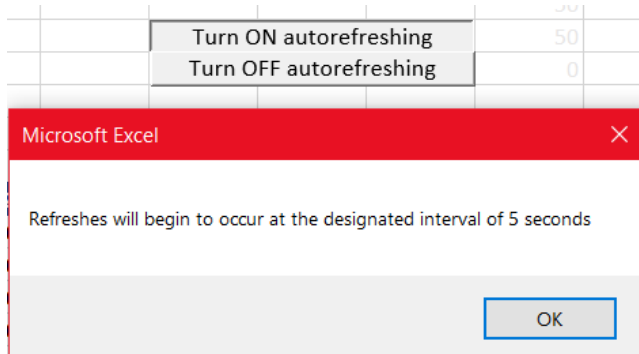 Turn ON autorefreshing 50
Turn OFF autorefreshing 0
Microsoft Excel
Refreshes will begin to occur at the designated interval of 5 seconds
OK